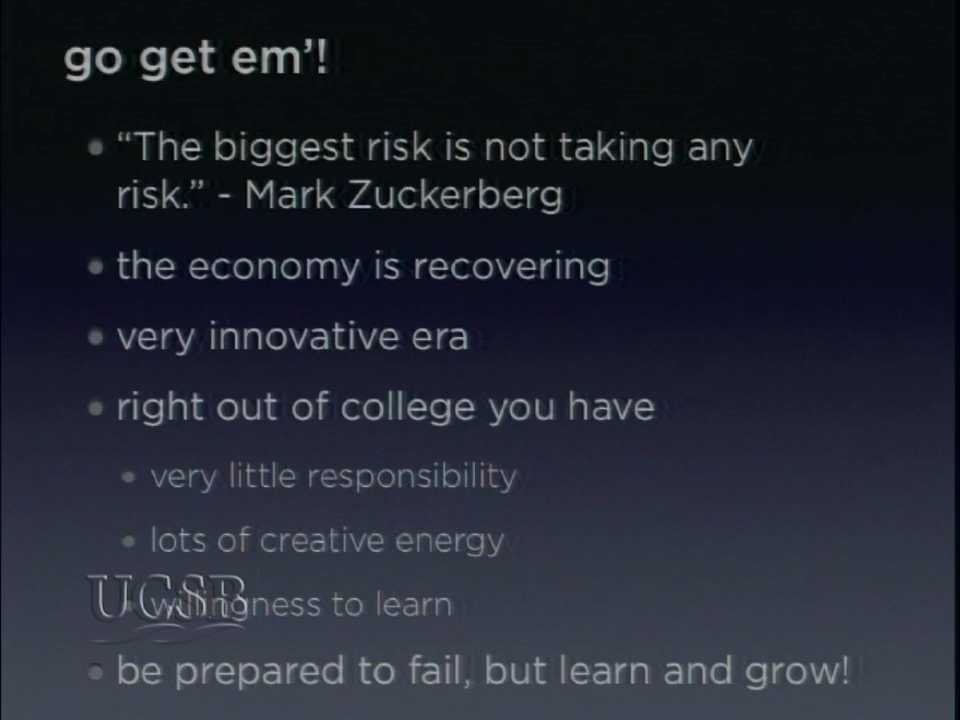 go get em’!
“The biggest risk is not taking any
risk.” - Mark Zuckerberg
the economy is recovering
very innovative era
right out of college you have
very little responsibility
lots of creative energy
willingness to learn
UCSB
be prepared to fail, but learn and grow!